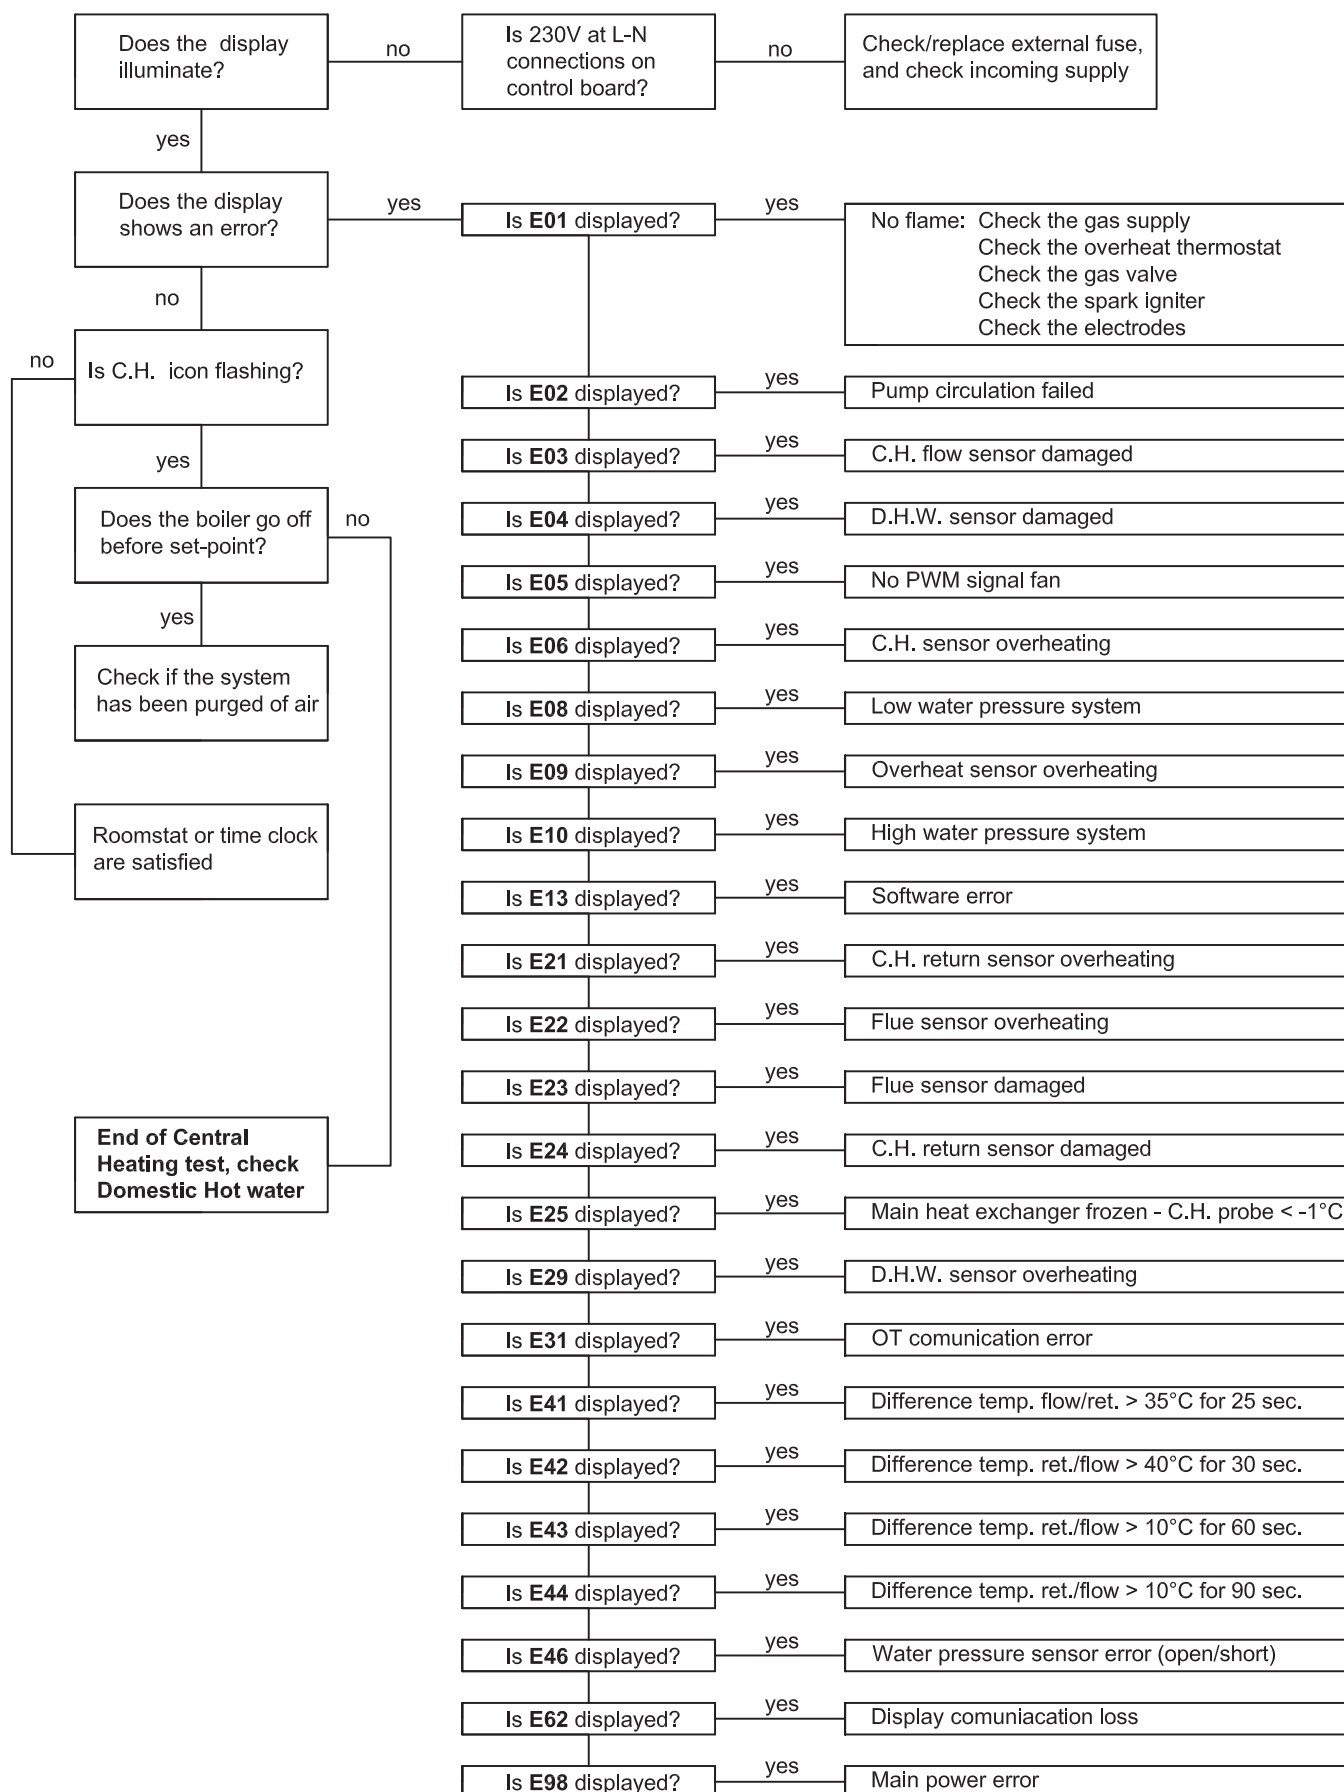 Does the display
illuminate?
no
Is 230V at L-N
connections on
control board?
no
Check/replace external fuse,
and check incoming supply
yes
Does the display
shows an error?
yes
Is E01 displayed?
yes
No flame: Check the gas supply
Check the overheat thermostat
Check the gas valve
Check the spark igniter
Check the electrodes
no
no
Is C.H. icon flashing?
yes
Does the boiler go off
before set-point?
no
yes
Check if the system
has been purged of air
Roomstat or time clock
are satisfied
End of Central
Heating test, check
Domestic Hot water
Is E02 displayed?
yes
Pump circulation failed
Is E03 displayed?
yes
C.H. flow sensor damaged
Is E04 displayed?
yes
D.H.W. sensor damaged
Is E05 displayed?
yes
No PWM signal fan
Is E06 displayed?
yes
C.H. sensor overheating
Is E08 displayed?
yes
Low water pressure system
Is E09 displayed?
yes
Overheat sensor overheating
Is E10 displayed?
yes
High water pressure system
Is E13 displayed?
yes
Software error
Is E21 displayed?
yes
C.H. return sensor overheating
Is E22 displayed?
yes
Flue sensor overheating
Is E23 displayed?
yes
Flue sensor damaged
Is E24 displayed?
yes
C.H. return sensor damaged
Is E25 displayed?
yes
Main heat exchanger frozen - C.H. probe < -1°C
Is E29 displayed?
yes
D.H.W. sensor overheating
Is E31 displayed?
yes
OT comunication error
Is E41 displayed?
yes
Difference temp. flow/ret. > 35°C for 25 sec.
Is E42 displayed?
yes
Difference temp. ret./flow > 40°C for 30 sec.
Is E43 displayed?
yes
Difference temp. ret./flow > 10°C for 60 sec.
Is E44 displayed?
yes
Difference temp. ret./flow > 10°C for 90 sec.
Is E46 displayed?
yes
Water pressure sensor error (open/short)
Is E62 displayed?
yes
Display comuniacation loss
Is E98 displayed?
yes
Main power error